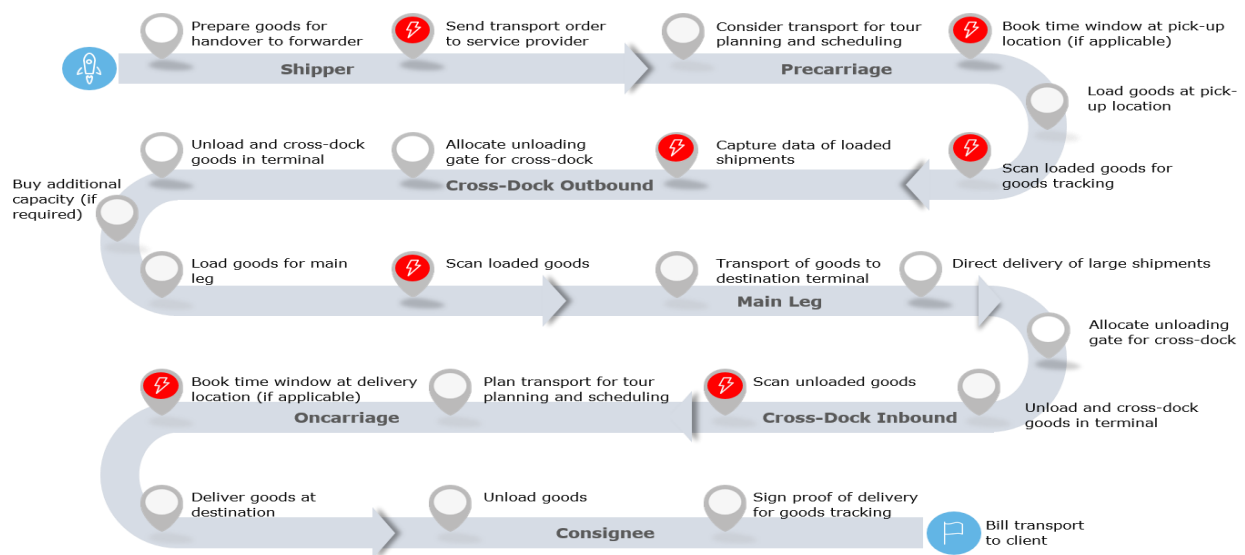 Prepare goods for
handover to forwarder
Send transport order
to service provider
Consider transport for tour
planning and scheduling
Book time window at pick-up
location (if applicable)
Shipper
Precarriage
Load goods at pick-
up location
Unload and cross-dock
goods in terminal
Allocate unloading
gate for cross-dock
Capture data of loaded
shipments
Scan loaded goods for
goods tracking
Cross-Dock Outbound
Buy additional
capacity (if
required)
Load goods for main
leg
Scan loaded goods
Transport of goods to
destination terminal
Direct delivery of large shipments
Main Leg
Allocate unloading
gate for cross-dock
Book time window at delivery
location (if applicable)
Plan transport for tour
planning and scheduling
Scan unloaded goods
Unload and cross-dock
goods in terminal
Oncarriage
Cross-Dock Inbound
Deliver goods at
destination
Unload goods
Sign proof of delivery
for goods tracking
Consignee
Bill transport
to client